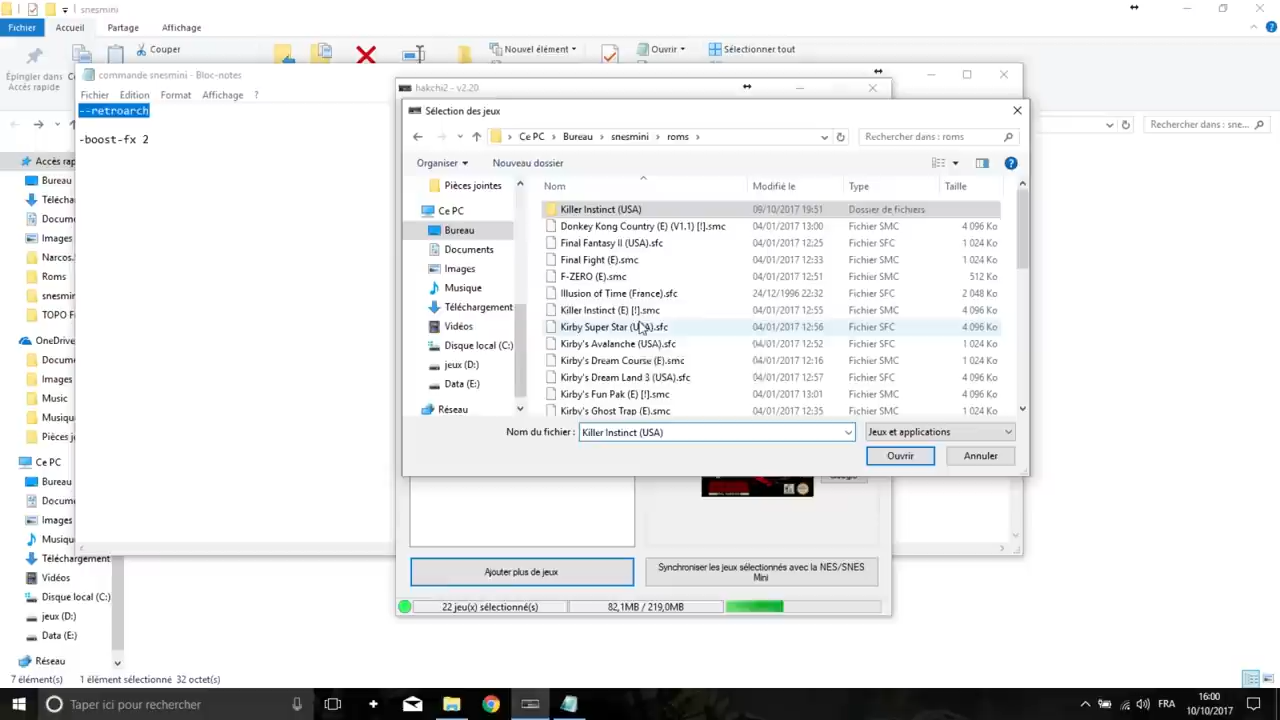 snesmini
Fichier Accueil Partage Affichage
Couper
Nouvel élément
Ouvrir
Sélectionner tout
Épingler dans
Accès rapide
commande snesmini - Bloc-notes
Fichier Edition Format Affichage ?
--retroarch
-boost-fx 2
hakchi2 - v2.20
Sélection des jeux
Ce PC > Bureau > snesmini > roms >
Rechercher dans : roms
Rechercher dans : sne...
Organiser
Nouveau dossier
Nom Modifié le Type Taille
Pièces jointes
Ce PC
Bureau
Documents
Images
Musique
Téléchargement
Vidéos
Disque local (C:)
jeux (D:)
Data (E:)
Réseau
Killer Instinct (USA) 09/10/2017 19:51 Dossier de fichiers
Donkey Kong Country (E) (V1.1) [!].smc 04/01/2017 13:00 Fichier SMC 4 096 Ko
Final Fantasy II (USA).sfc 04/01/2017 12:25 Fichier SFC 1 024 Ko
Final Fight (E).smc 04/01/2017 12:33 Fichier SMC 1 024 Ko
F-ZERO (E).smc 04/01/2017 12:51 Fichier SMC 512 Ko
Illusion of Time (France).sfc 24/12/1996 22:32 Fichier SFC 2 048 Ko
Killer Instinct (E) [!].smc 04/01/2017 12:55 Fichier SMC 4 096 Ko
Kirby Super Star (USA).sfc 04/01/2017 12:56 Fichier SFC 4 096 Ko
Kirby's Avalanche (USA).sfc 04/01/2017 12:52 Fichier SFC 1 024 Ko
Kirby's Dream Course (E).smc 04/01/2017 12:16 Fichier SMC 1 024 Ko
Kirby's Dream Land 3 (USA).sfc 04/01/2017 12:57 Fichier SFC 4 096 Ko
Kirby's Fun Pak (E) [!].smc 04/01/2017 13:01 Fichier SMC 4 096 Ko
Kirby's Ghost Trap (E).smc 04/01/2017 12:35 Fichier SMC 1 024 Ko
Nom du fichier : Killer Instinct (USA)
Jeux et applications
Ouvrir Annuler
Accès rap
Bureau
Téléchar
Docume
Images
Narcos.
Roms
snesmin
TOPO F
OneDrive
Docume
Images
Music
Musiqu
Pièces j
Ce PC
Bureau
Docume
Images
Musiqu
Téléchargement
Vidéos
Disque local (C:)
jeux (D:)
Data (E:)
Réseau
Ajouter plus de jeux
Synchroniser les jeux sélectionnés avec la NES/SNES
Mini
22 jeu(x) sélectionné(s)
82,1MB / 219,0MB
7 élément(s) 1 élément sélectionné 32 octet(s)
Taper ici pour rechercher
FRA
16:00
10/10/2017